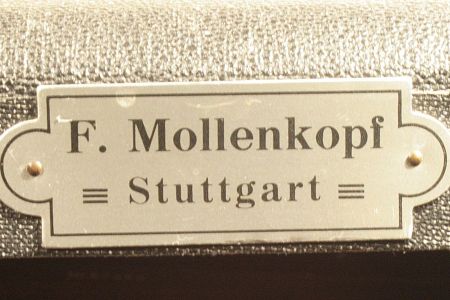 F. Mollenkopf
≡ Stuttgart ≡